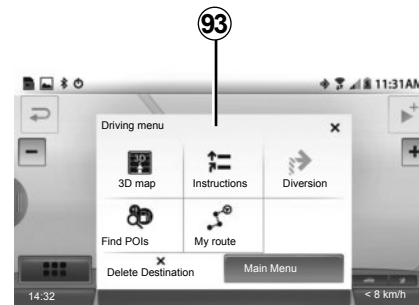 93
11:31AM
Driving menu
3D
3D map Instructions Diversion
Find POIs My route
Delete Destination Main Menu
14:32 < 8 km/h